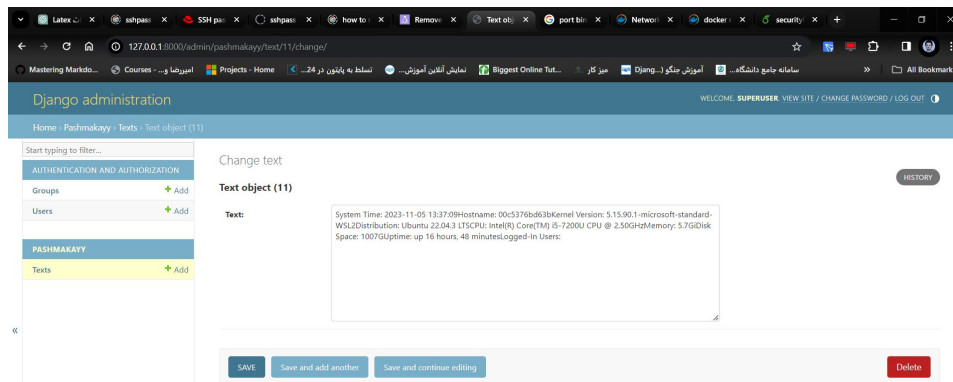 Latex
sshpass
SSH pas
sshpass
how to
Remove
Text obj
port bin
Network
docker
security
127.0.0.1:8000/admin/pashmakayy/text/11/change/
Mastering Markdo...
Courses - امیررضا و...
Projects - Home
تسلط به پایتون در 24...
نمایش آنلاین آموزش...
Biggest Online Tut...
میز کار
آموزش جنگو (Djang...
سامانه جامع دانشگاه...
»
All Bookmark
Django administration
WELCOME, SUPERUSER. VIEW SITE / CHANGE PASSWORD / LOG OUT
Home › Pashmakayy › Texts › Text object (11)
Start typing to filter...
AUTHENTICATION AND AUTHORIZATION
Groups + Add
Users + Add
PASHMAKAYY
Texts + Add
«
Change text
HISTORY
Text object (11)
Text:
System Time: 2023-11-05 13:37:09Hostname: 00c5376bd63bKernel Version: 5.15.90.1-microsoft-standard-
WSL2Distribution: Ubuntu 22.04.3 LTSCPU: Intel(R) Core(TM) i5-7200U CPU @ 2.50GHzMemory: 5.7GiDisk
Space: 1007GUptime: up 16 hours, 48 minutesLogged-In Users:
SAVE
Save and add another
Save and continue editing
Delete